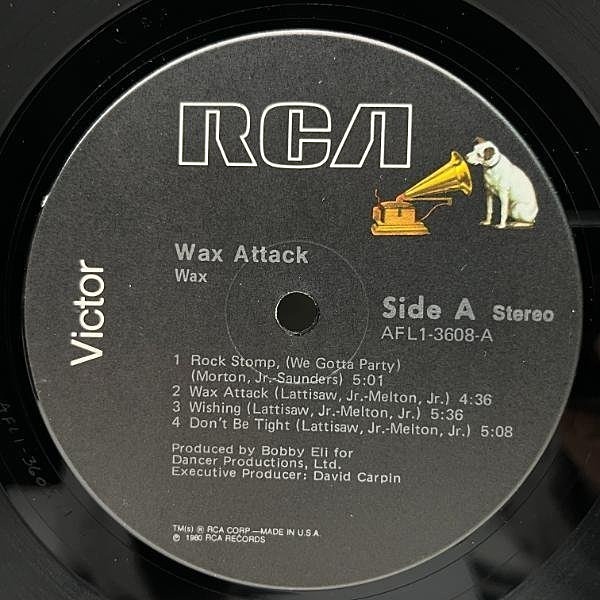 RCA
Victor
Wax Attack
Wax
Side A Stereo
AFL1-3608-A
1 Rock Stomp, (We Gotta Party)
(Morton, Jr.-Saunders) 5:01
2 Wax Attack (Lattisaw, Jr.-Melton, Jr.) 4:36
3 Wishing (Lattisaw, Jr.-Melton, Jr.) 5:36
4 Don't Be Tight (Lattisaw, Jr.-Melton, Jr.) 5:08
Produced by Bobby Eli for
Dancer Productions, Ltd.
Executive Producer: David Carpin
TM(s) ® RCA CORP—MADE IN U.S.A.
℗ 1980 RCA RECORDS